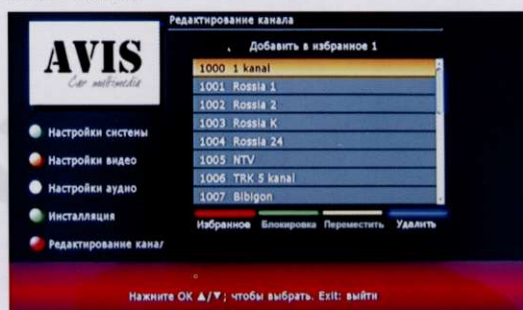 Редактирование канала
AVIS
Car multimedia
Добавить в избранное 1
1000 1 kanal
1001 Rossia 1
1002 Rossia 2
1003 Rossia K
1004 Rossia 24
1005 NTV
1006 TRK 5 kanal
1007 Bibigon
Настройки системы
Настройки видео
Настройки аудио
Инсталляция
Редактирование кана
Избранное Блокировка Переместить Удалить
Нажмите OK ▲/▼; чтобы выбрать. Exit: выйти